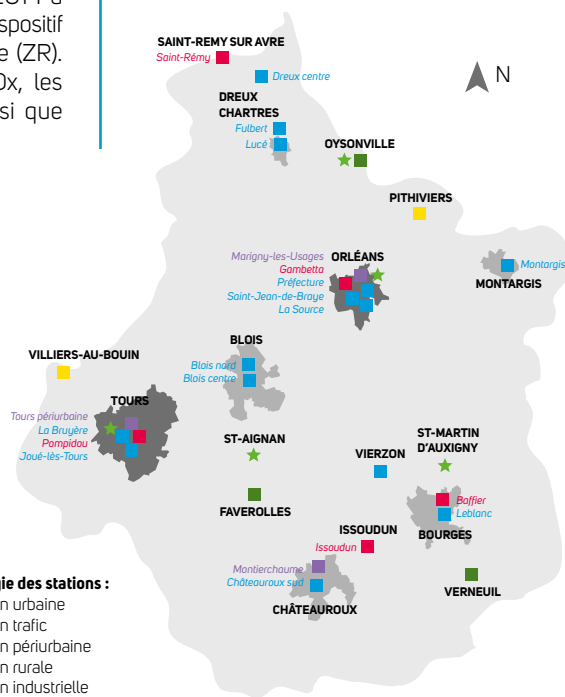 spositif
e (ZR).
0x, les
si que
N
SAINT-REMY SUR AVRE
Saint-Rémy
Dreux centre
DREUX
CHARTRES
Fulbert
Lucé
OYSONVILLE
PITHIVIERS
Marigny-les-Usages
ORLÉANS
Gambetta
Préfecture
Saint-Jean-de-Braye
La Source
Montargis
MONTARGIS
BLOIS
Blois nord
Blois centre
VILLIERS-AU-BOUIN
TOURS
Tours périurbaine
La Bruyère
Pompidou
Joué-lès-Tours
ST-AIGNAN
FAVEROLLES
VIERZON
ST-MARTIN
D'AUXIGNY
Baffier
Leblanc
BOURGES
ISSOUDUN
Issoudun
Montierchaume
Châteauroux sud
CHÂTEAUROUX
VERNEUIL
gie des stations :
n urbaine
n trafic
n périurbaine
n rurale
n industrielle